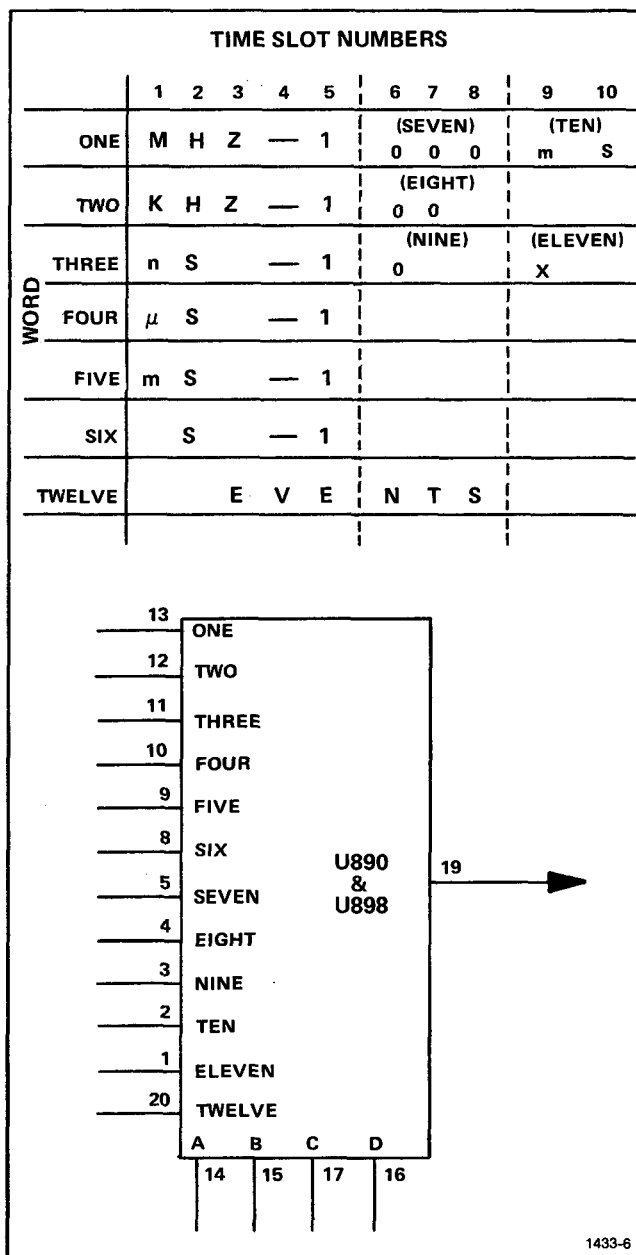 TIME SLOT NUMBERS
1 2 3 4 5 6 7 8 9 10
(SEVEN) (TEN)
ONE M H Z — 1 0 0 0 m S
(EIGHT)
TWO K H Z — 1 0 0
(NINE) (ELEVEN)
THREE n S — 1 0 X
WORD
FOUR μ S — 1
FIVE m S — 1
SIX S — 1
TWELVE E V E N T S
13 ONE
12 TWO
11 THREE
10 FOUR
9 FIVE
8 SIX
U890
&
U898
19
5 SEVEN
4 EIGHT
3 NINE
2 TEN
1 ELEVEN
20 TWELVE
A B C D
14 15 17 16
1433-6